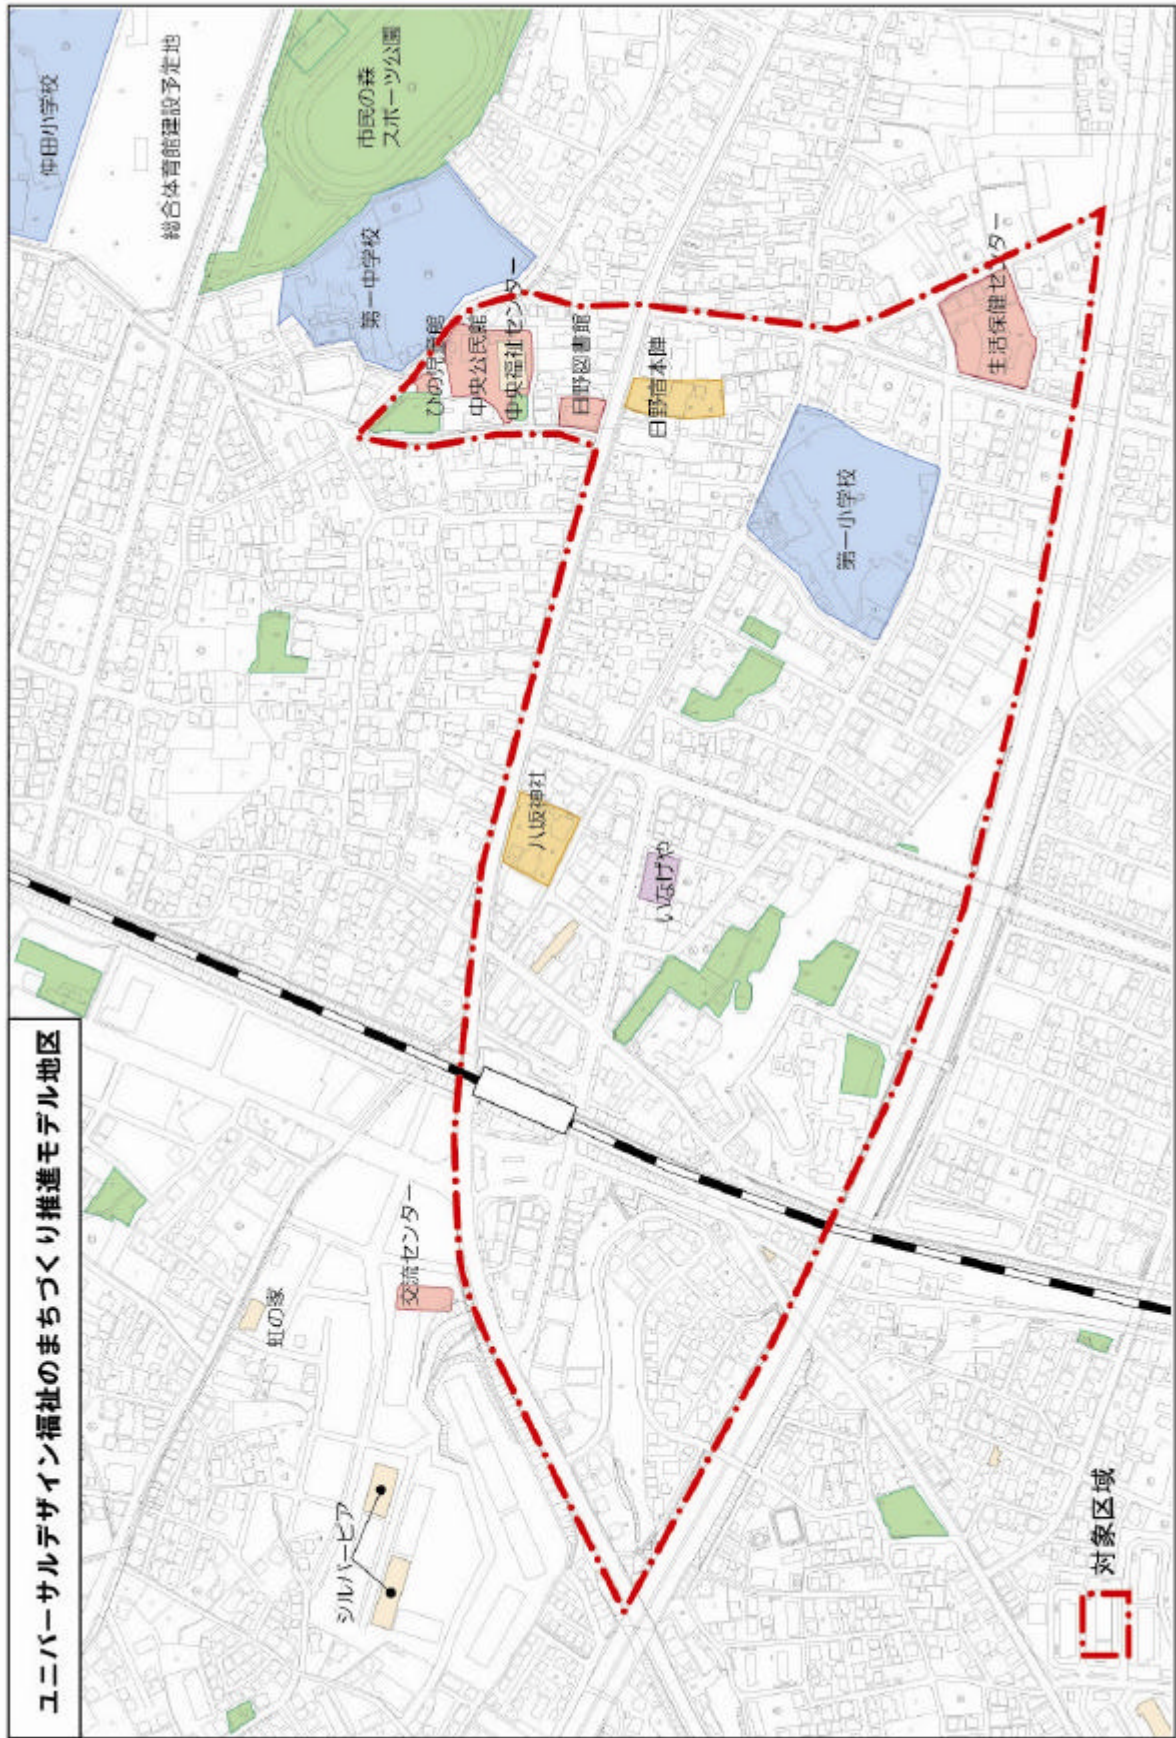 ユニバーサルデザイン福祉のまちづくり推進モデル地区
仲田小学校
総合体育館建設予定地
市民の森
スポーツ公園
第一中学校
ひの児童館
中央公民館
中央福祉センター
日野図書館
日野宿本陣
生活保健センター
第一小学校
八坂神社
いなげや
交流センター
虹の家
シルバーピア
対象区域